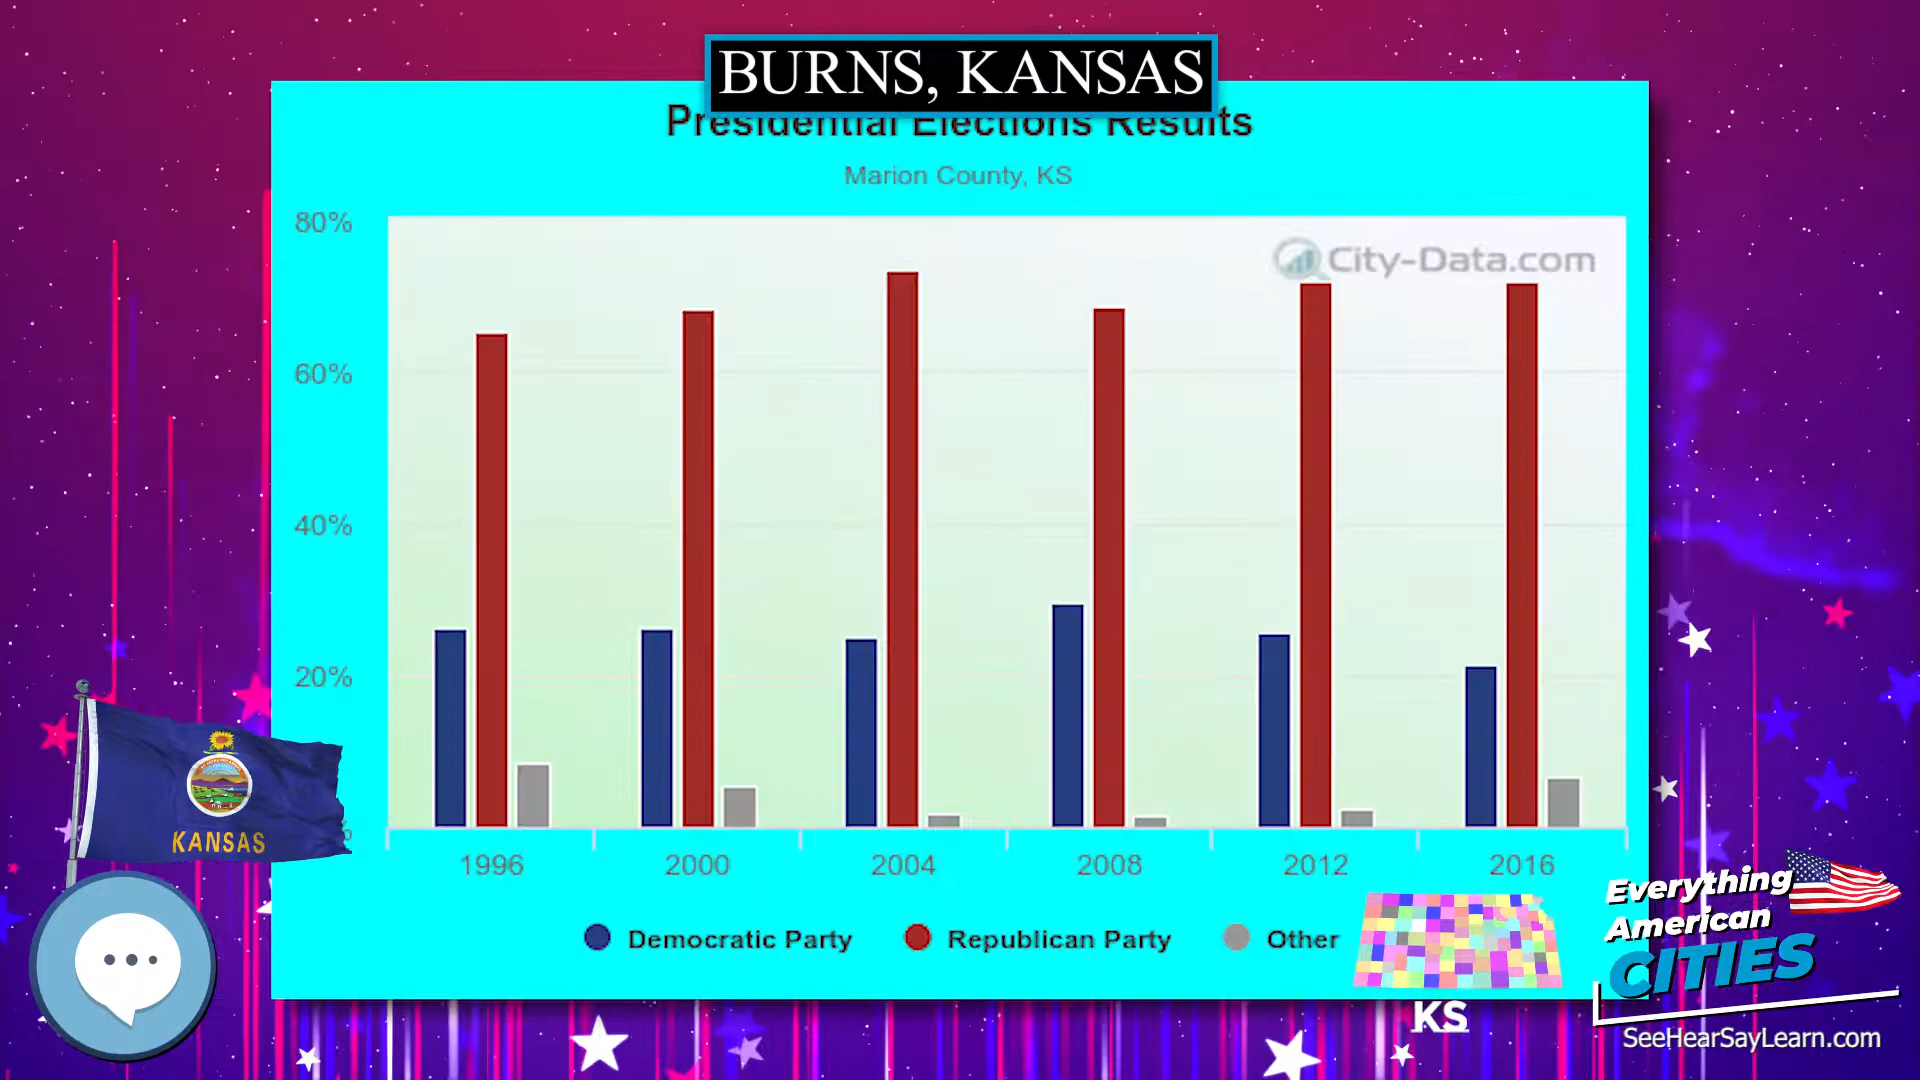 BURNS, KANSAS
Presidential Elections Results
Marion County, KS
80%
City-Data.com
60%
40%
20%
%
KANSAS
1996 2000 2004 2008 2012 2016
Democratic Party Republican Party Other
Everything
American
CITIES
KS
SeeHearSayLearn.com